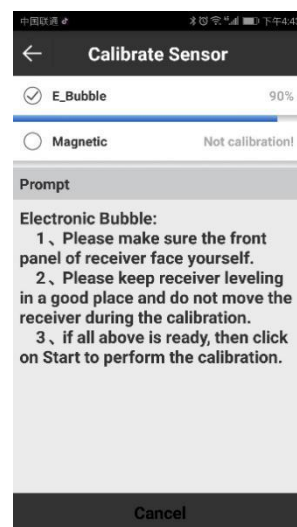 中国联通
下午4:43
Calibrate Sensor
E_Bubble 90%
Magnetic Not calibration!
Prompt
Electronic Bubble:
1、Please make sure the front
panel of receiver face yourself.
2、Please keep receiver leveling
in a good place and do not move the
receiver during the calibration.
3、if all above is ready, then click
on Start to perform the calibration.
Cancel